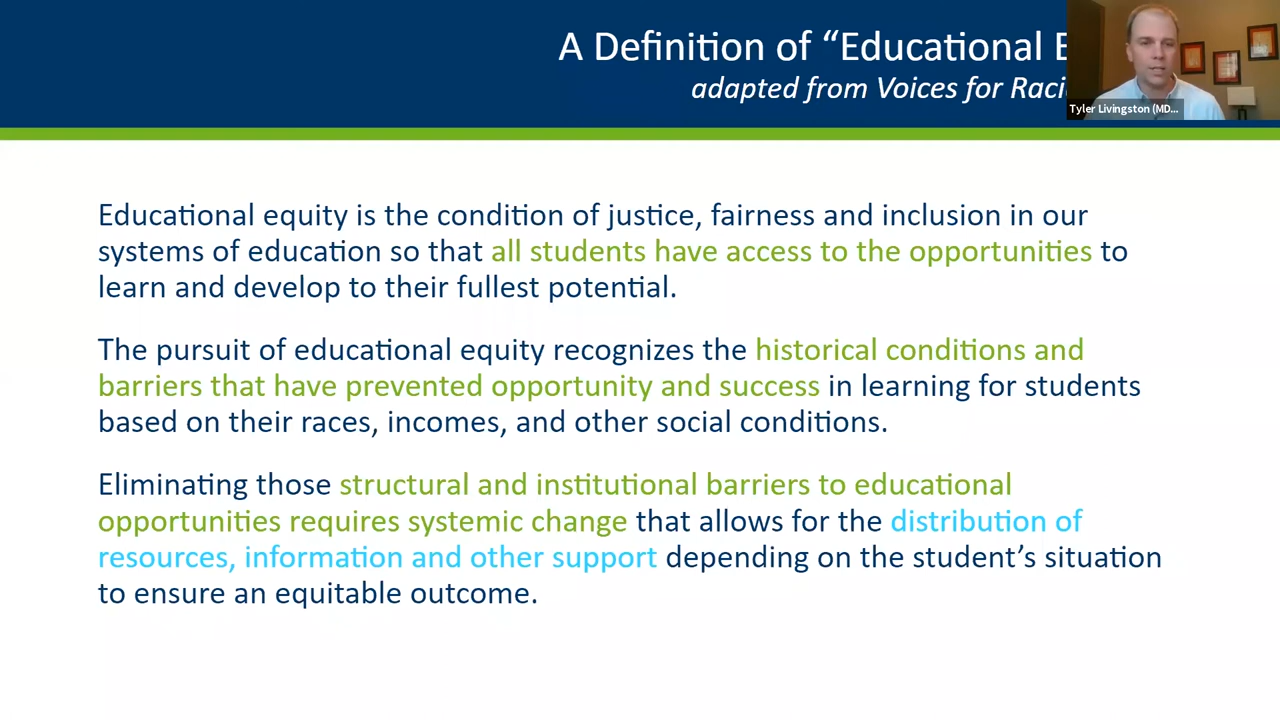 A Definition of “Educational
adapted from Voices for
Tyler Livingston (MD...
Educational equity is the condition of justice, fairness and inclusion in our
systems of education so that all students have access to the opportunities to
learn and develop to their fullest potential.
The pursuit of educational equity recognizes the historical conditions and
barriers that have prevented opportunity and success in learning for students
based on their races, incomes, and other social conditions.
Eliminating those structural and institutional barriers to educational
opportunities requires systemic change that allows for the distribution of
resources, information and other support depending on the student’s situation
to ensure an equitable outcome.